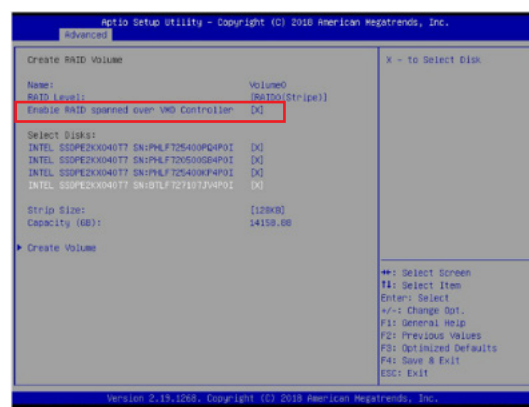 Aptio Setup Utility – Copyright (C) 2018 American Megatrends, Inc.
Advanced
Create RAID Volume
X - to Select Disk
Name: Volume0
RAID Level: [RAID0(Stripe)]
Enable RAID spanned over VMD Controller [X]
Select Disks:
INTEL SSDPE2KX040T7 SN:PHLF725400PQ4P0I [X]
INTEL SSDPE2KX040T7 SN:PHLF720500SB4P0I [X]
INTEL SSDPE2KX040T7 SN:PHLF725400KP4P0I [X]
INTEL SSDPE2KX040T7 SN:BTLF727107JV4P0I [X]
Strip Size: [128KB]
Capacity (GB): 14158.08
Create Volume
: Select Screen
: Select Item
Enter: Select
+/-: Change Opt.
F1: General Help
F2: Previous Values
F3: Optimized Defaults
F4: Save & Exit
ESC: Exit
Version 2.19.1268. Copyright (C) 2018 American Megatrends, Inc.